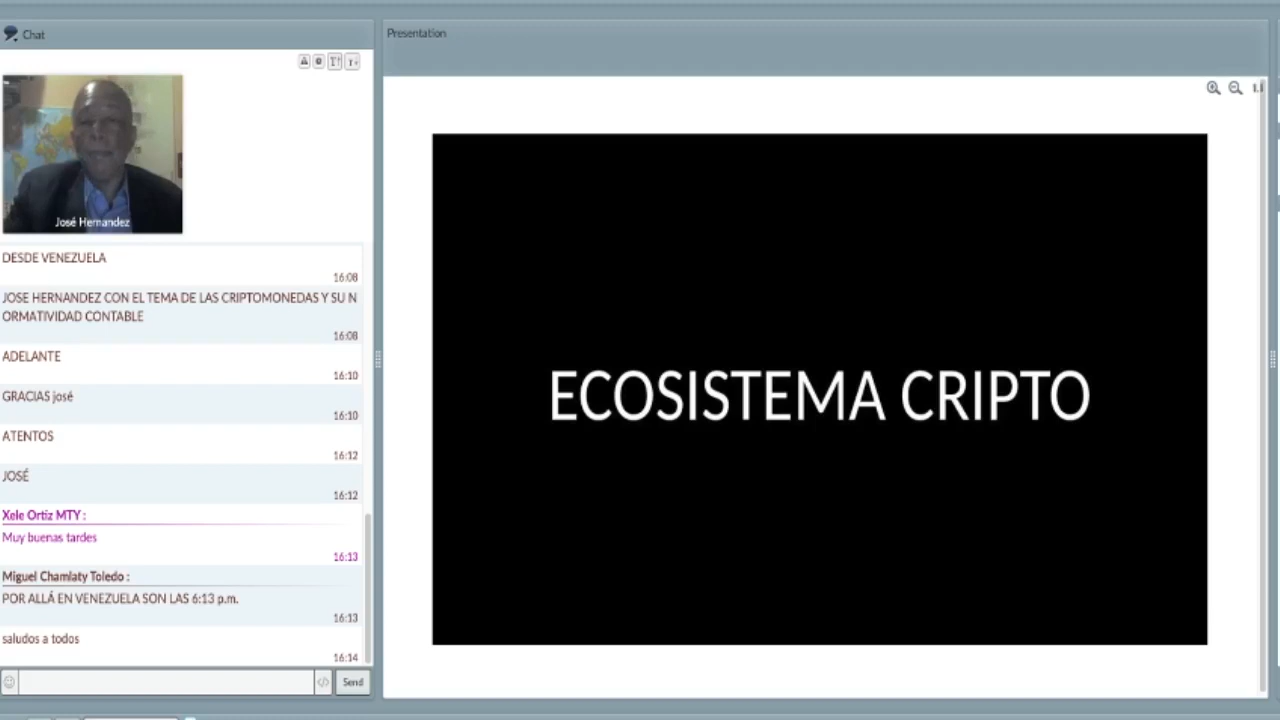 Chat
Presentation
José Hernandez
DESDE VENEZUELA
16:08
JOSE HERNANDEZ CON EL TEMA DE LAS CRIPTOMONEDAS Y SU N
ORMATIVIDAD CONTABLE
16:08
ADELANTE
16:10
GRACIAS josé
16:10
ATENTOS
16:12
JOSÉ
16:12
Xele Ortiz MTY :
Muy buenas tardes
16:13
Miguel Chamlaty Toledo :
POR ALLÁ EN VENEZUELA SON LAS 6:13 p.m.
16:13
saludos a todos
16:14
Send
ECOSISTEMA CRIPTO